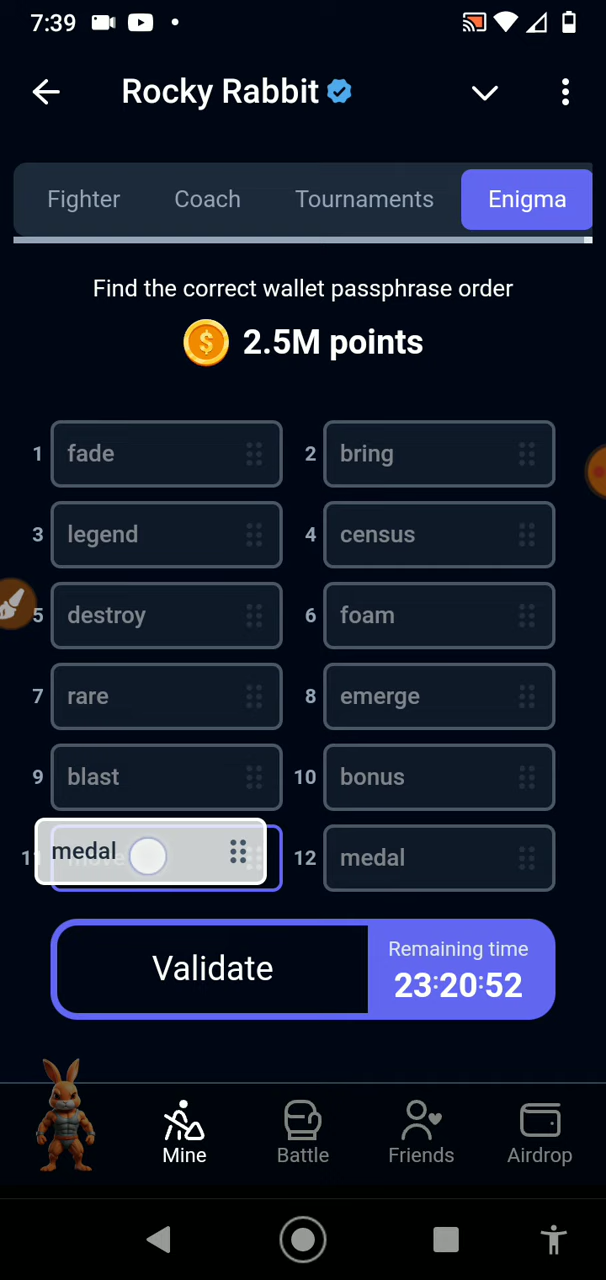 7:39
Rocky Rabbit
Fighter Coach Tournaments Enigma
Find the correct wallet passphrase order
$ 2.5M points
1 fade 2 bring
3 legend 4 census
5 destroy 6 foam
7 rare 8 emerge
9 blast 10 bonus
medal 12 medal
Validate Remaining time
23:20:52
Mine Battle Friends Airdrop